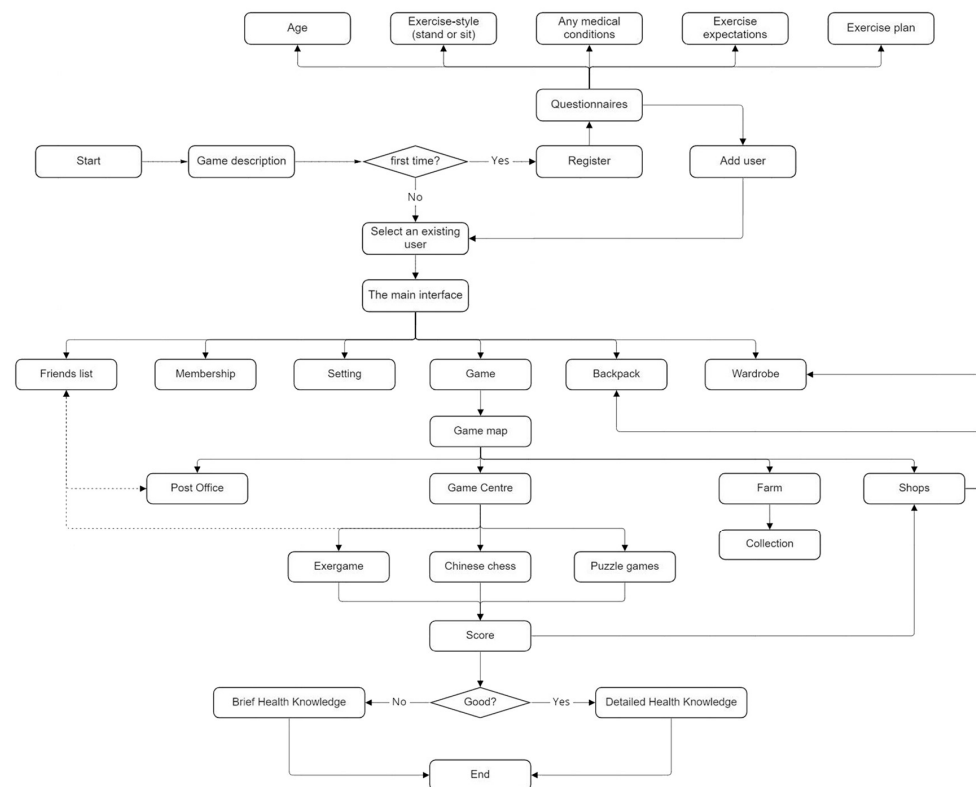 Age
Exercise-style
(stand or sit)
Any medical
conditions
Exercise
expectations
Exercise plan
Questionnaires
Start
Game description
first time?
Yes
Register
Add user
No
Select an existing
user
The main interface
Friends list
Membership
Setting
Game
Backpack
Wardrobe
Game map
Post Office
Game Centre
Farm
Shops
Collection
Exergame
Chinese chess
Puzzle games
Score
Brief Health Knowledge
No
Good?
Yes
Detailed Health Knowledge
End